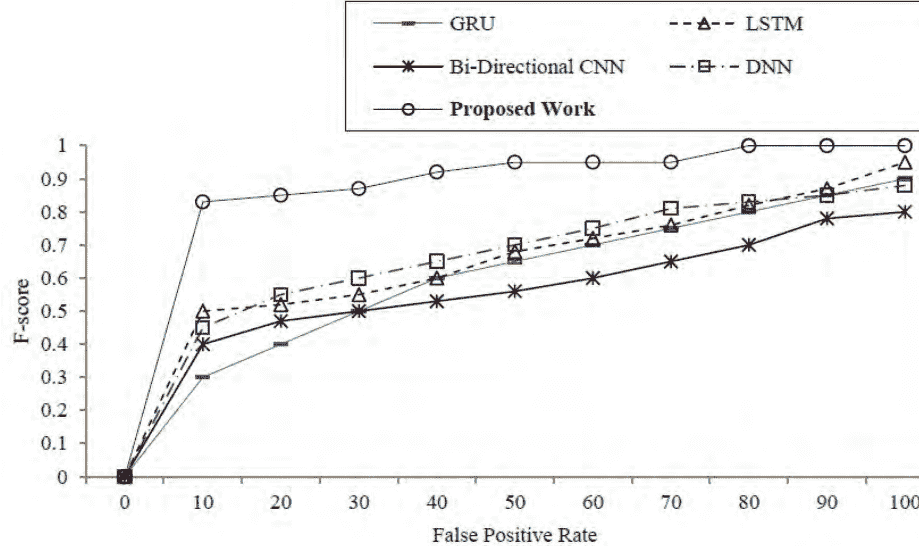 GRU LSTM
Bi-Directional CNN DNN
Proposed Work
1
0.9
0.8
0.7
0.6
0.5
0.4
0.3
0.2
0.1
0
F-score
0 10 20 30 40 50 60 70 80 90 100
False Positive Rate